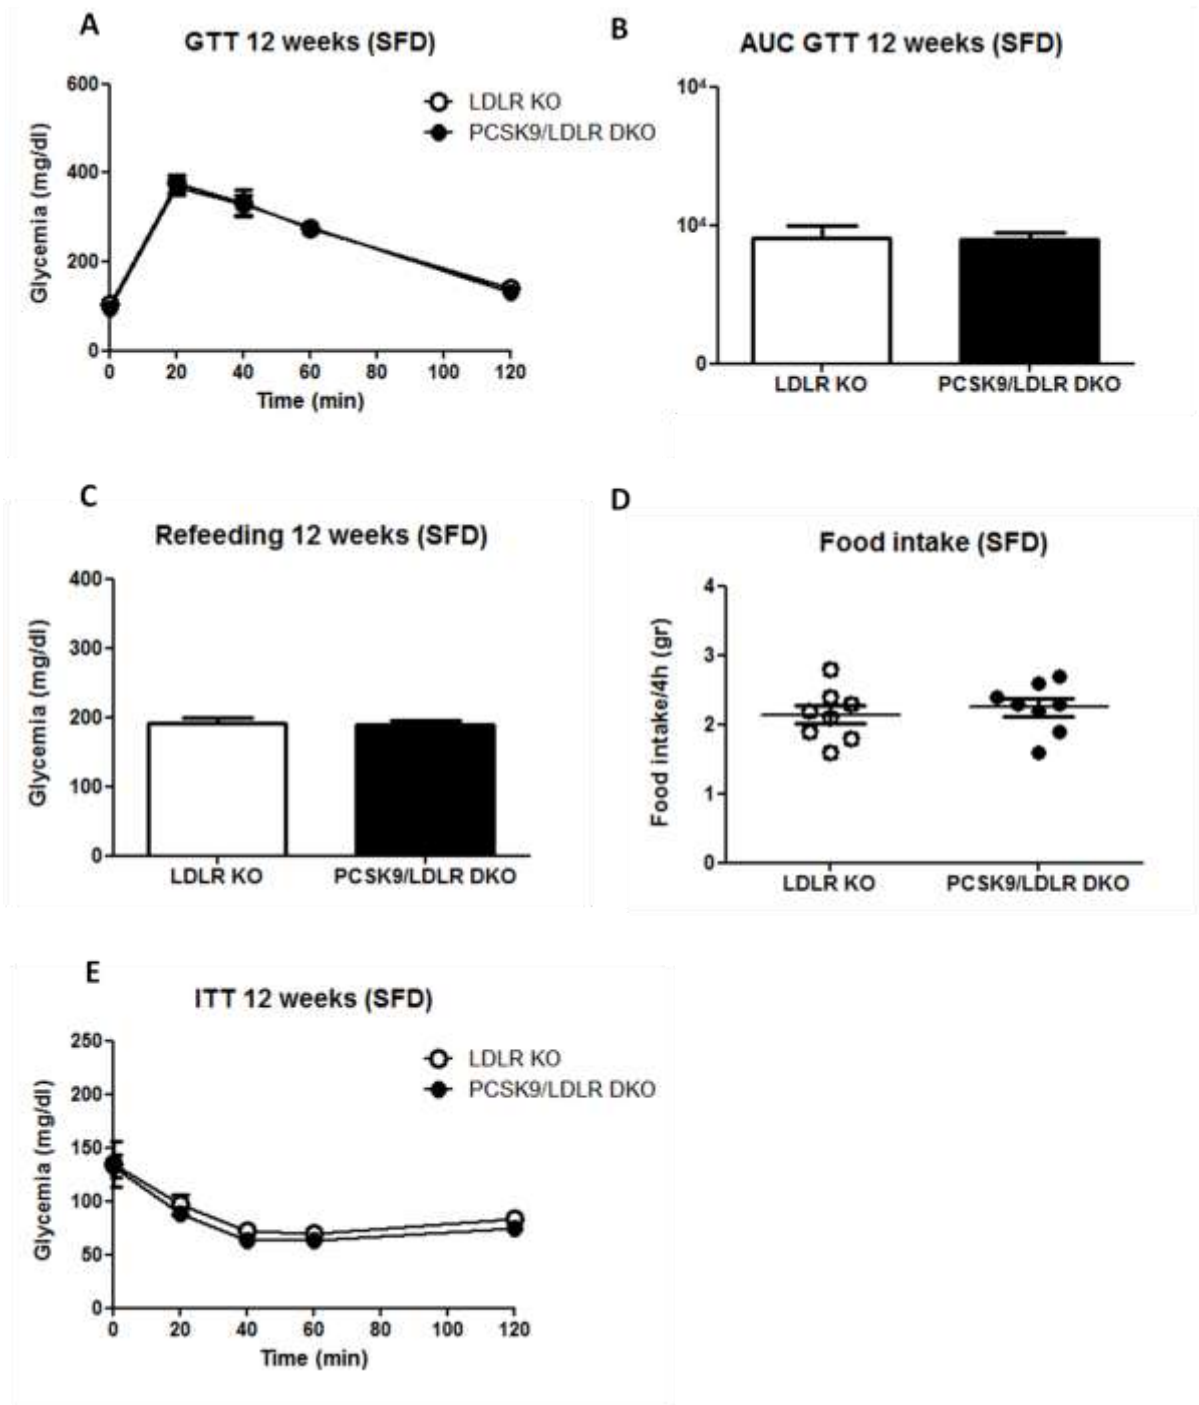 A
GTT 12 weeks (SFD)
600
400
200
0
Glycemia (mg/dl)
LDLR KO
PCSK9/LDLR DKO
0 20 40 60 80 100 120
Time (min)
B
AUC GTT 12 weeks (SFD)
10⁴
10⁴
0
LDLR KO PCSK9/LDLR DKO
C
Refeeding 12 weeks (SFD)
400
300
200
100
0
Glycemia (mg/dl)
LDLR KO PCSK9/LDLR DKO
D
Food intake (SFD)
4
3
2
1
0
Food intake/4h (gr)
LDLR KO PCSK9/LDLR DKO
E
ITT 12 weeks (SFD)
250
200
150
100
50
0
Glycemia (mg/dl)
LDLR KO
PCSK9/LDLR DKO
0 20 40 60 80 100 120
Time (min)